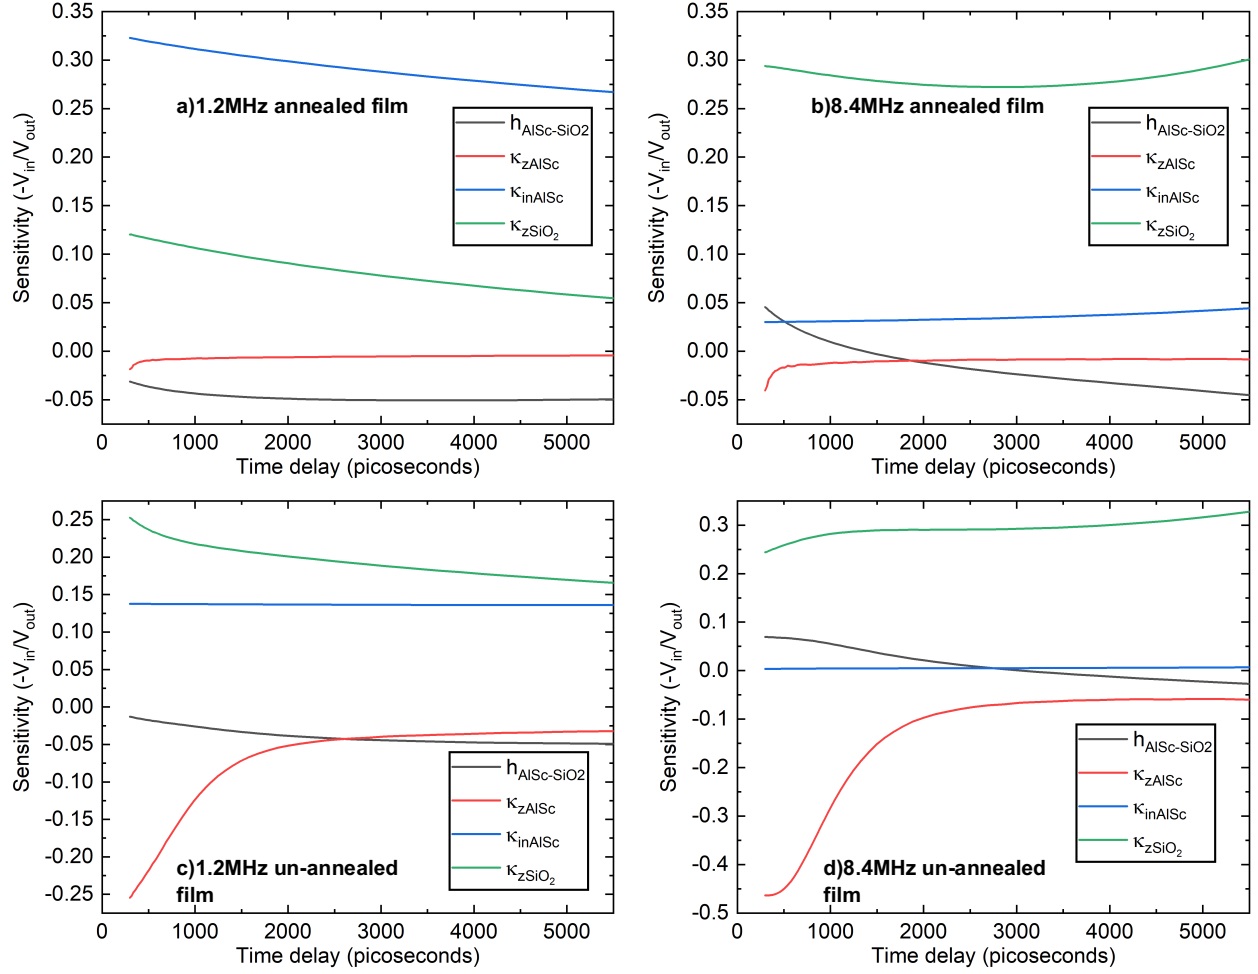 0.35
0.30
0.25
0.20
0.15
0.10
0.05
0.00
-0.05
Sensitivity (-V_in/V_out)
a)1.2MHz annealed film
h_AlSc-SiO2
κ_zAlSc
κ_inAlSc
κ_zSiO₂
0 1000 2000 3000 4000 5000
Time delay (picoseconds)
0.35
0.30
0.25
0.20
0.15
0.10
0.05
0.00
-0.05
Sensitivity (-V_in/V_out)
b)8.4MHz annealed film
h_AlSc-SiO2
κ_zAlSc
κ_inAlSc
κ_zSiO₂
0 1000 2000 3000 4000 5000
Time delay (picoseconds)
0.25
0.20
0.15
0.10
0.05
0.00
-0.05
-0.10
-0.15
-0.20
-0.25
Sensitivity (-V_in/V_out)
h_AlSc-SiO2
κ_zAlSc
κ_inAlSc
κ_zSiO₂
c)1.2MHz un-annealed
film
0 1000 2000 3000 4000 5000
Time delay (picoseconds)
0.3
0.2
0.1
0.0
-0.1
-0.2
-0.3
-0.4
-0.5
Sensitivity (-V_in/V_out)
h_AlSc-SiO2
κ_zAlSc
κ_inAlSc
κ_zSiO₂
d)8.4MHz un-annealed
film
0 1000 2000 3000 4000 5000
Time delay (picoseconds)